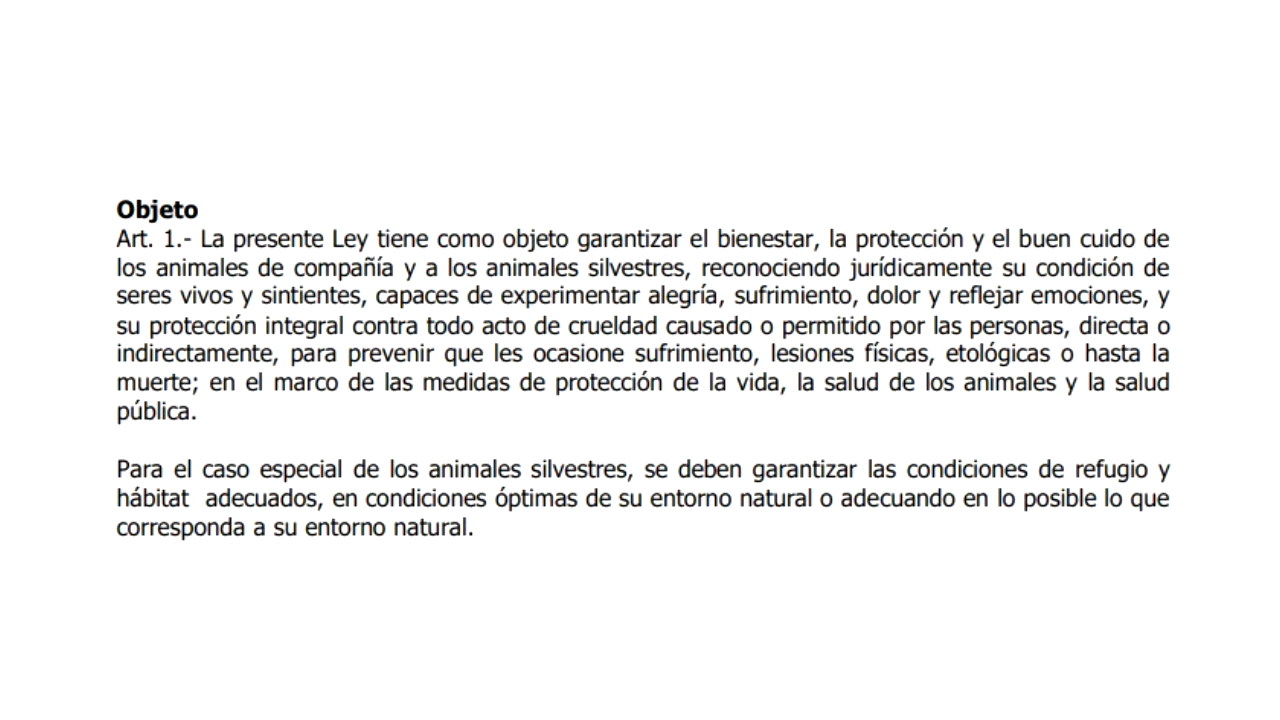 Objeto
Art. 1.- La presente Ley tiene como objeto garantizar el bienestar, la protección y el buen cuido de
los animales de compañía y a los animales silvestres, reconociendo jurídicamente su condición de
seres vivos y sintientes, capaces de experimentar alegría, sufrimiento, dolor y reflejar emociones, y
su protección integral contra todo acto de crueldad causado o permitido por las personas, directa o
indirectamente, para prevenir que les ocasione sufrimiento, lesiones físicas, etológicas o hasta la
muerte; en el marco de las medidas de protección de la vida, la salud de los animales y la salud
pública.
Para el caso especial de los animales silvestres, se deben garantizar las condiciones de refugio y
hábitat adecuados, en condiciones óptimas de su entorno natural o adecuando en lo posible lo que
corresponda a su entorno natural.